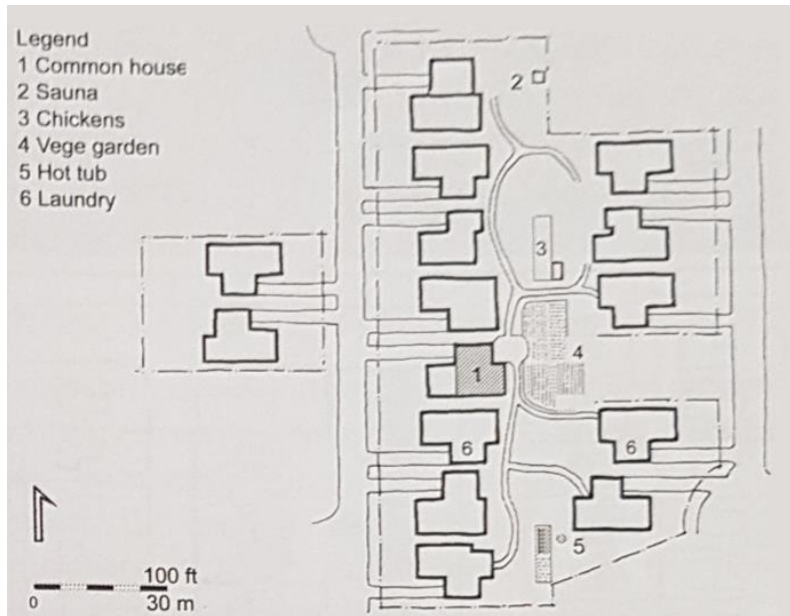 Legend
1 Common house
2 Sauna
3 Chickens
4 Vege garden
5 Hot tub
6 Laundry
2
3
4
1
6
6
5
100 ft
0
30 m